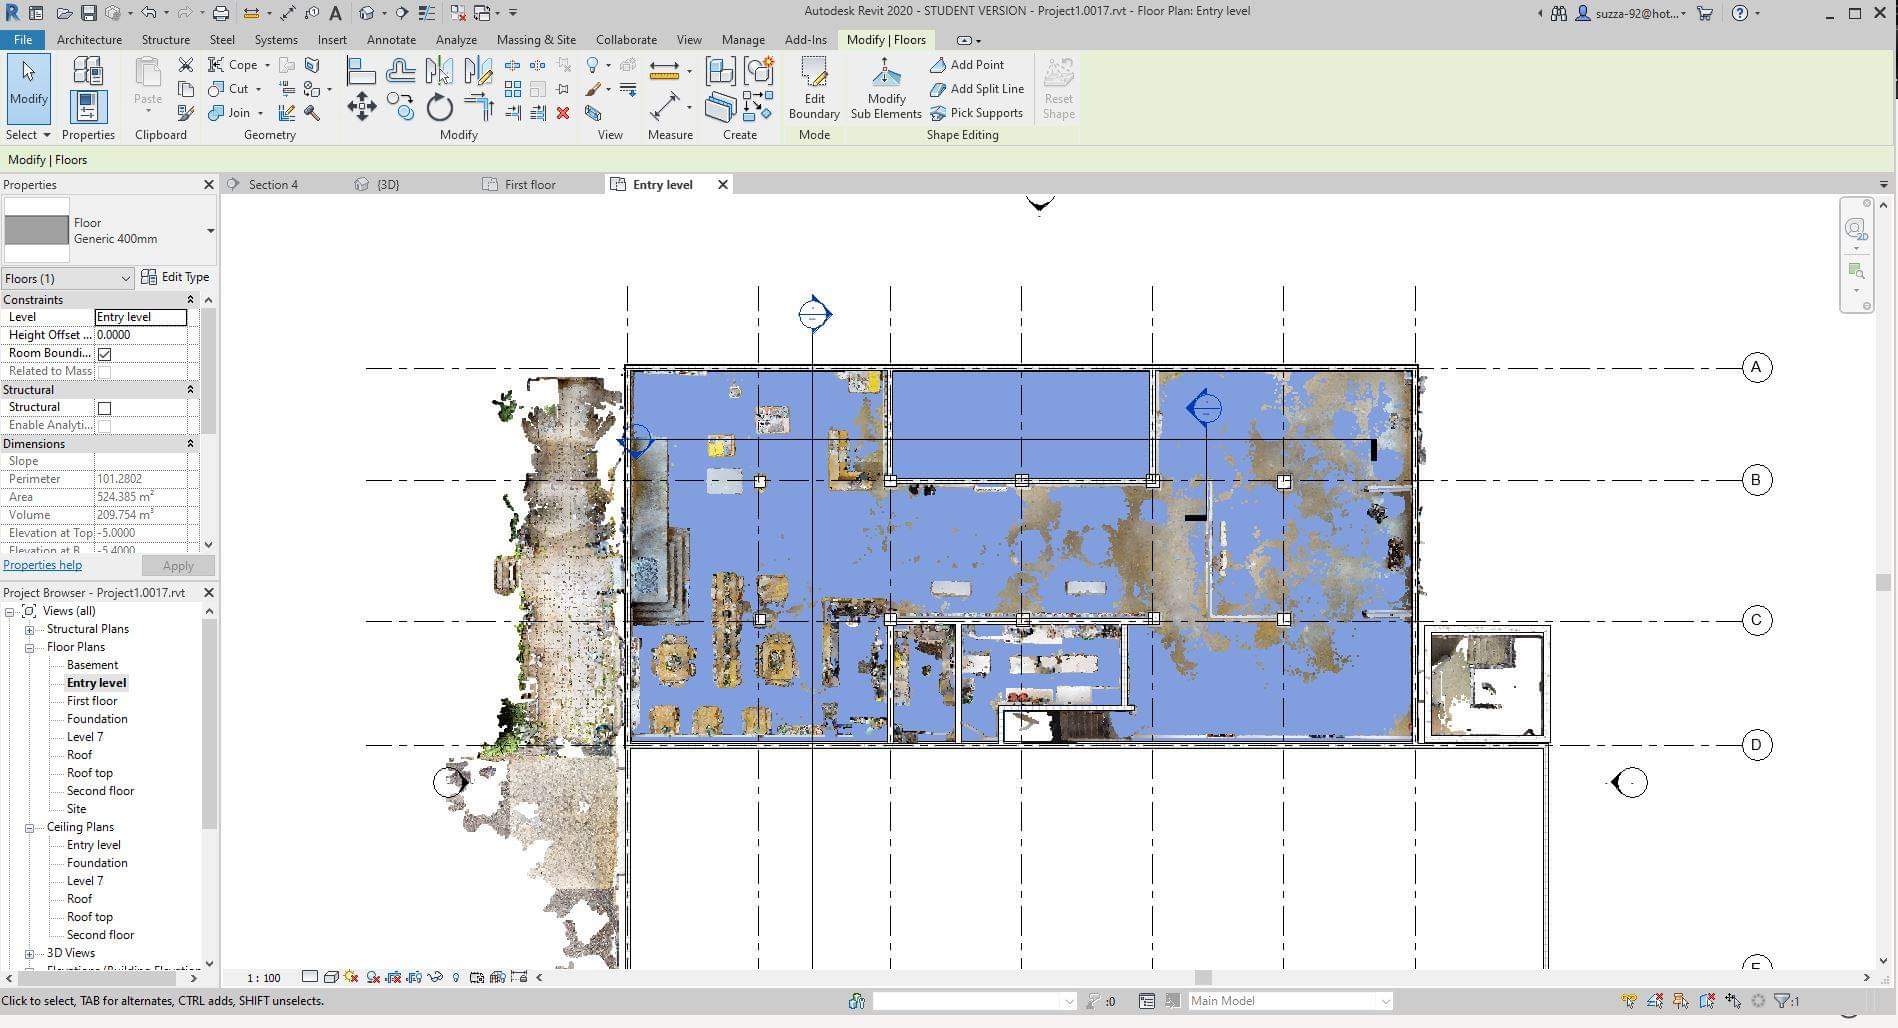 Autodesk Revit 2020 - STUDENT VERSION - Project1.0017.rvt - Floor Plan: Entry level
suzza-92@hot...
File Architecture Structure Steel Systems Insert Annotate Analyze Massing & Site Collaborate View Manage Add-Ins Modify | Floors
Modify
Paste
Cope
Cut
Join
Edit Boundary
Modify Sub Elements
Add Point
Add Split Line
Pick Supports
Reset Shape
Select Properties Clipboard Geometry Modify View Measure Create Mode Shape Editing
Modify | Floors
Properties
Section 4
{3D}
First floor
Entry level
Floor
Generic 400mm
Floors (1)
Edit Type
Constraints
Level Entry level
Height Offset ... 0.0000
Room Boundi...
Related to Mass
Structural
Structural
Enable Analyti...
Dimensions
Slope
Perimeter 101.2802
Area 524.385 m²
Volume 209.754 m³
Elevation at Top -5.0000
Elevation at B -5.4000
Properties help
Apply
Project Browser - Project1.0017.rvt
Views (all)
Structural Plans
Floor Plans
Basement
Entry level
First floor
Foundation
Level 7
Roof
Roof top
Second floor
Site
Ceiling Plans
Entry level
Foundation
Level 7
Roof
Roof top
Second floor
3D Views
Elevations (Building Elevation
2D
A
B
C
D
E
1 : 100
Click to select, TAB for alternates, CTRL adds, SHIFT unselects.
:0
Main Model
:1